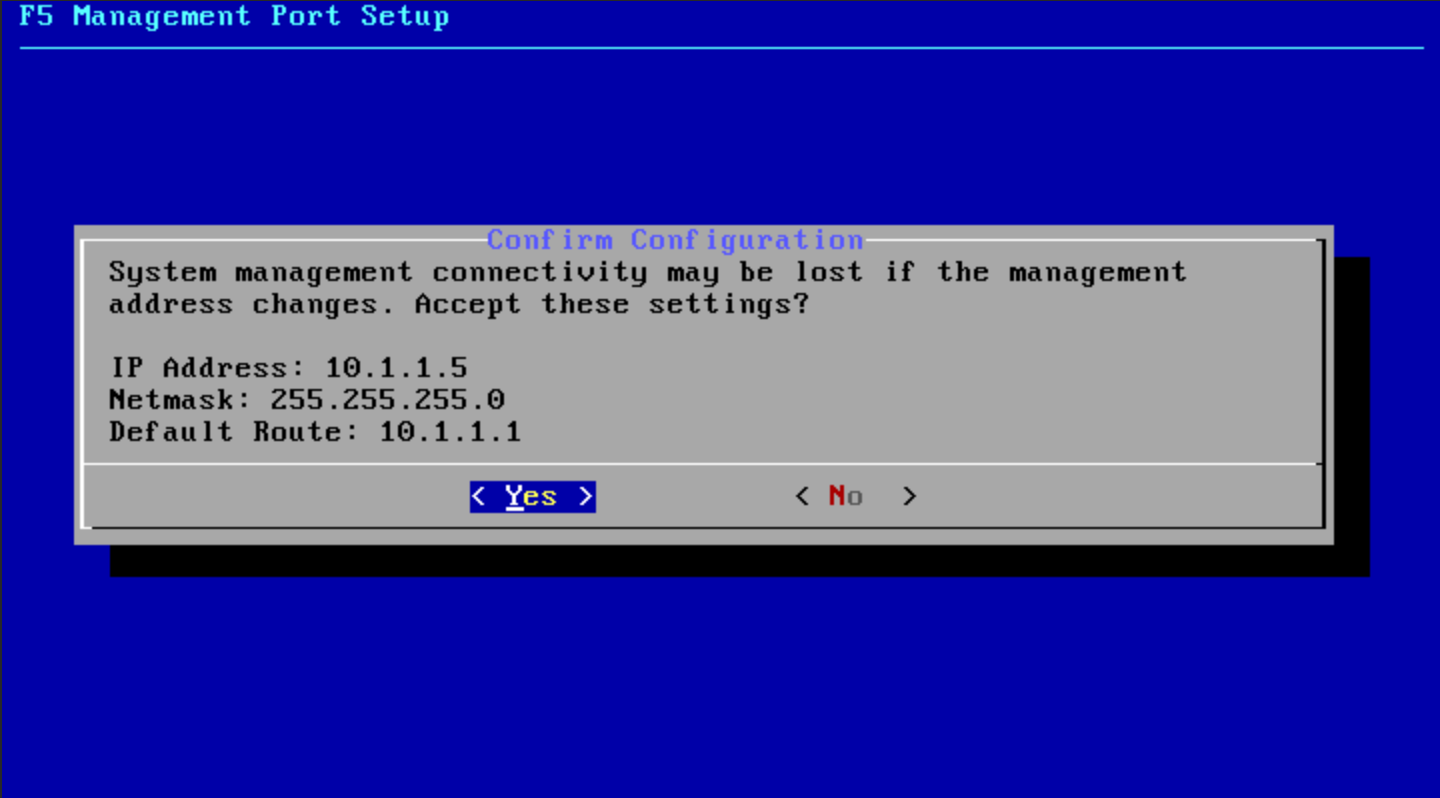 F5 Management Port Setup
Confirm Configuration
System management connectivity may be lost if the management
address changes. Accept these settings?
IP Address: 10.1.1.5
Netmask: 255.255.255.0
Default Route: 10.1.1.1
< Yes > < No >